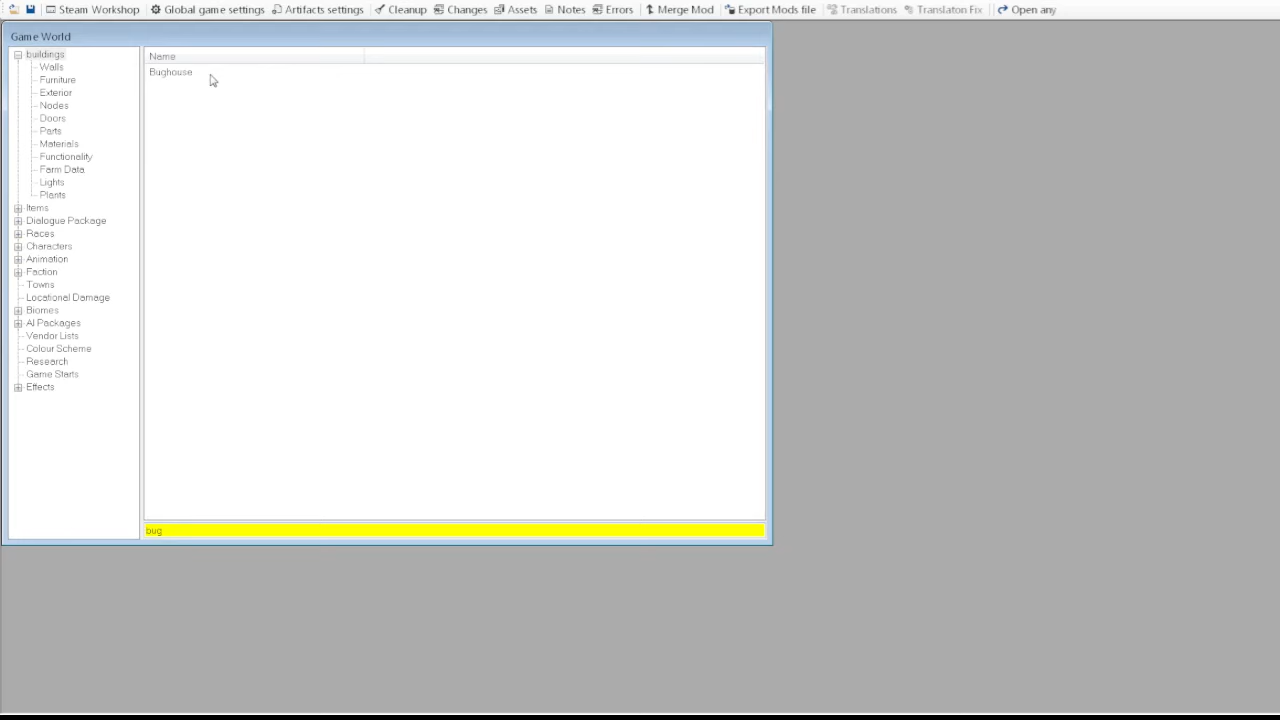 Steam Workshop Global game settings Artifacts settings Cleanup Changes Assets Notes Errors Merge Mod Export Mods file Translations Translaton Fix Open any
Game World
buildings
Walls
Furniture
Exterior
Nodes
Doors
Parts
Materials
Functionality
Farm Data
Lights
Plants
Items
Dialogue Package
Races
Characters
Animation
Faction
Towns
Locational Damage
Biomes
AI Packages
Vendor Lists
Colour Scheme
Research
Game Starts
Effects
Name
Bughouse
bug